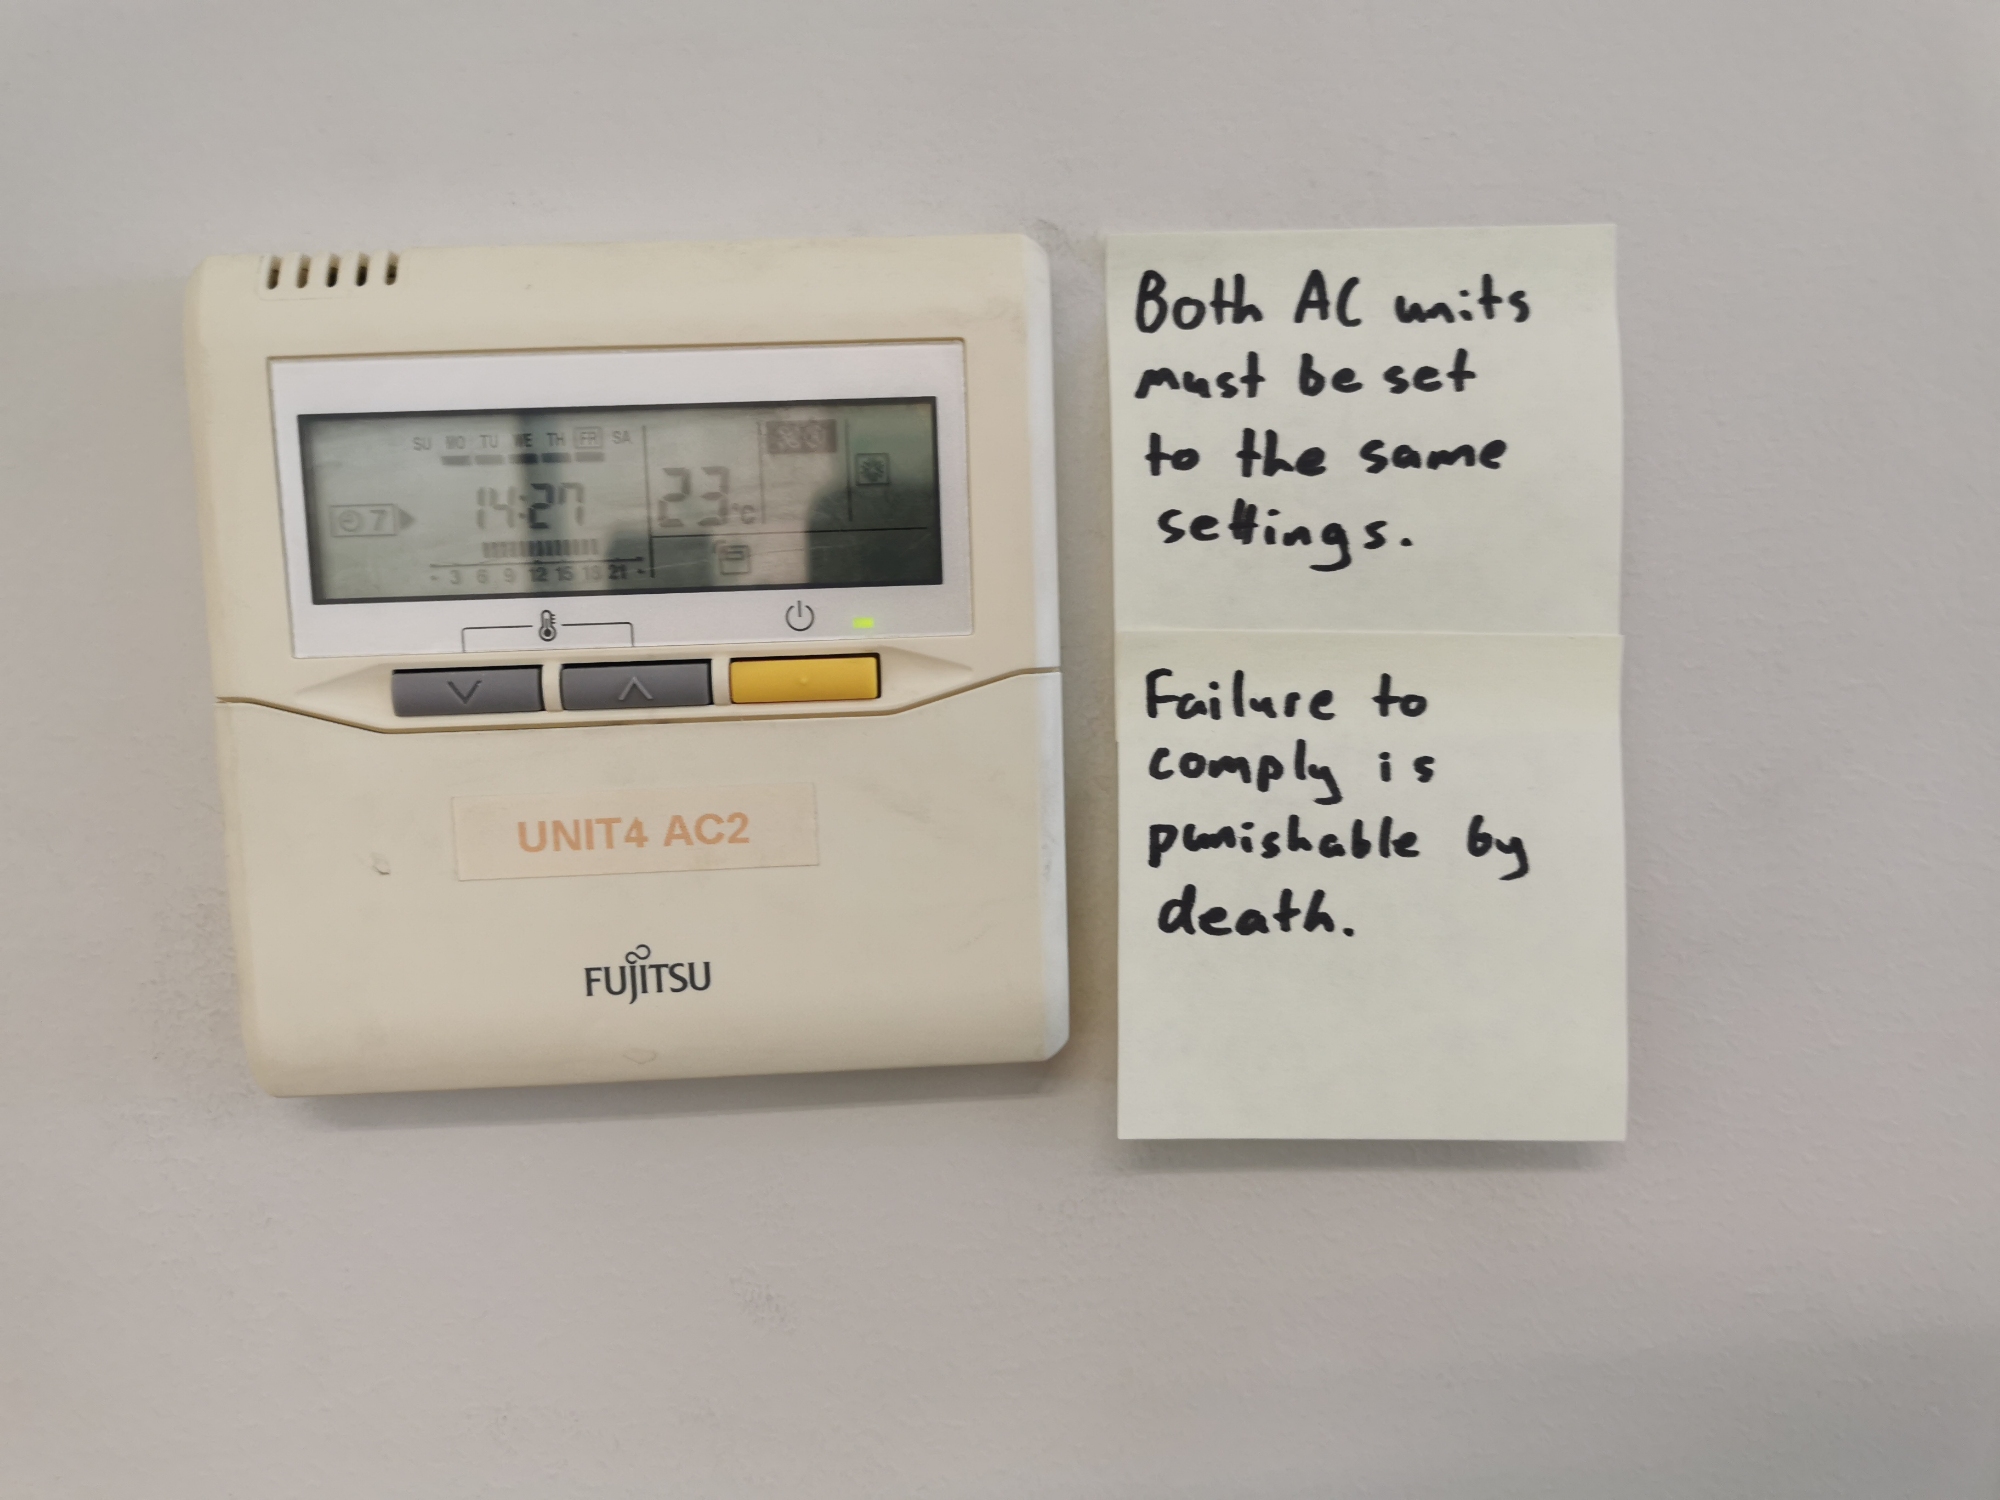 SU MO TU WE TH FR SA
14:27
23°C
7
3 6 9 12 15 18 21
UNIT4 AC2
FUJITSU
Both AC units
must be set
to the same
settings.
Failure to
comply is
punishable by
death.